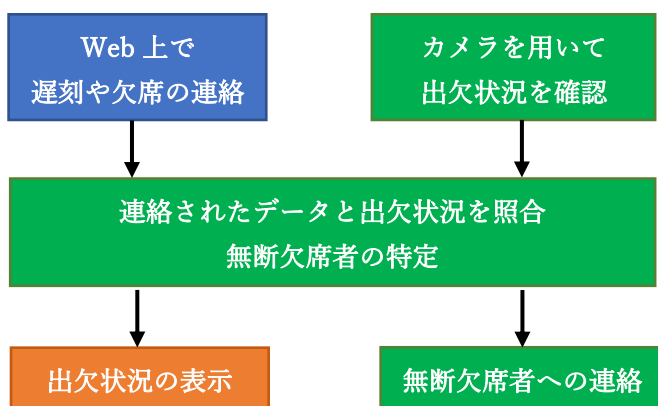 Web 上で
遅刻や欠席の連絡
カメラを用いて
出欠状況を確認
連絡されたデータと出欠状況を照合
無断欠席者の特定
出欠状況の表示
無断欠席者への連絡